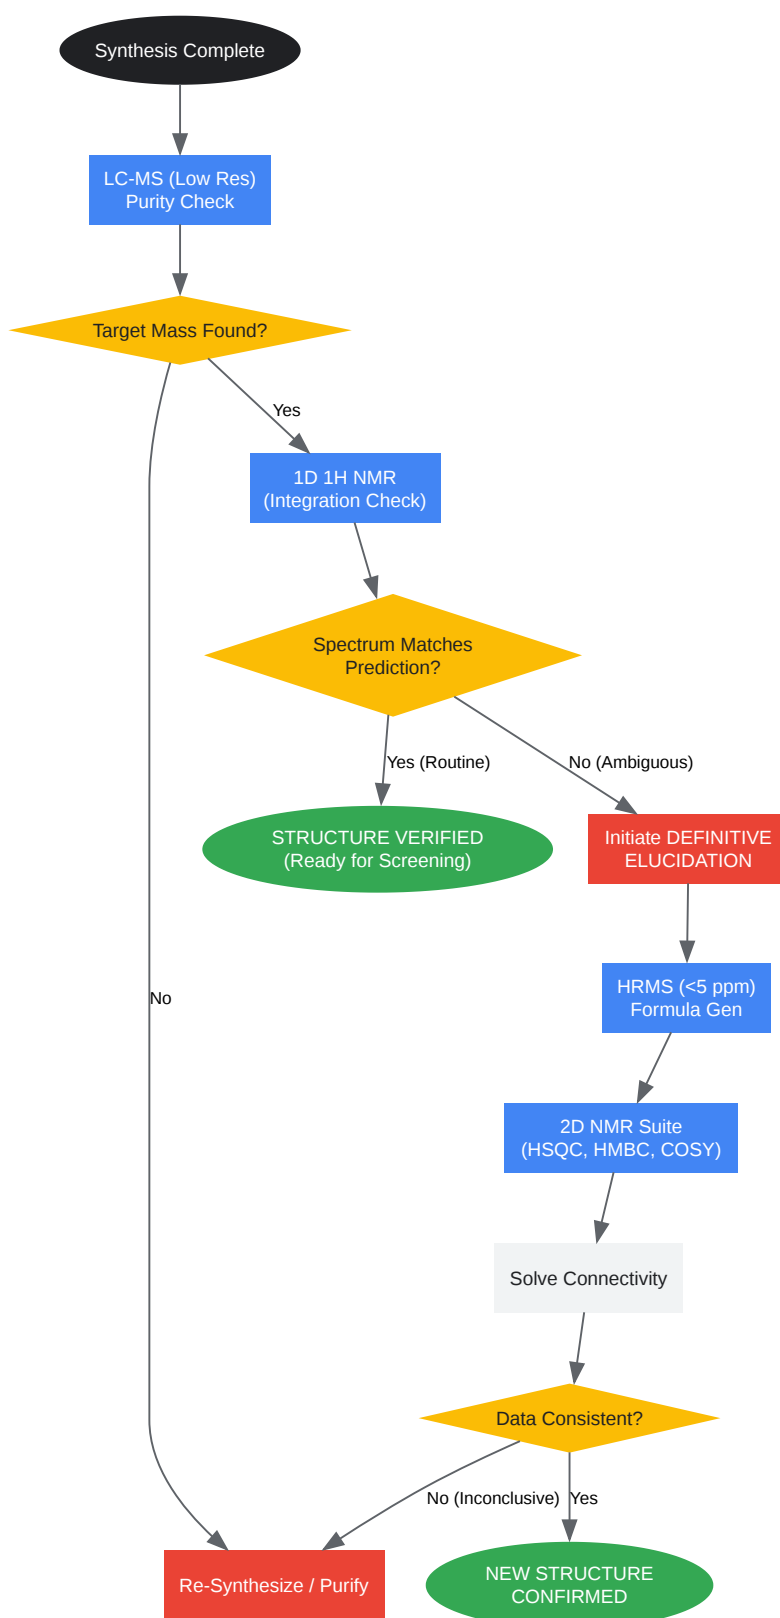 Synthesis Complete
LC-MS (Low Res)
Purity Check
Target Mass Found?
Yes
1D 1H NMR
(Integration Check)
Spectrum Matches
Prediction?
Yes (Routine)
No (Ambiguous)
STRUCTURE VERIFIED
(Ready for Screening)
Initiate DEFINITIVE
ELUCIDATION
HRMS (<5 ppm)
Formula Gen
No
2D NMR Suite
(HSQC, HMBC, COSY)
Solve Connectivity
Data Consistent?
No (Inconclusive)
Yes
Re-Synthesize / Purify
NEW STRUCTURE
CONFIRMED